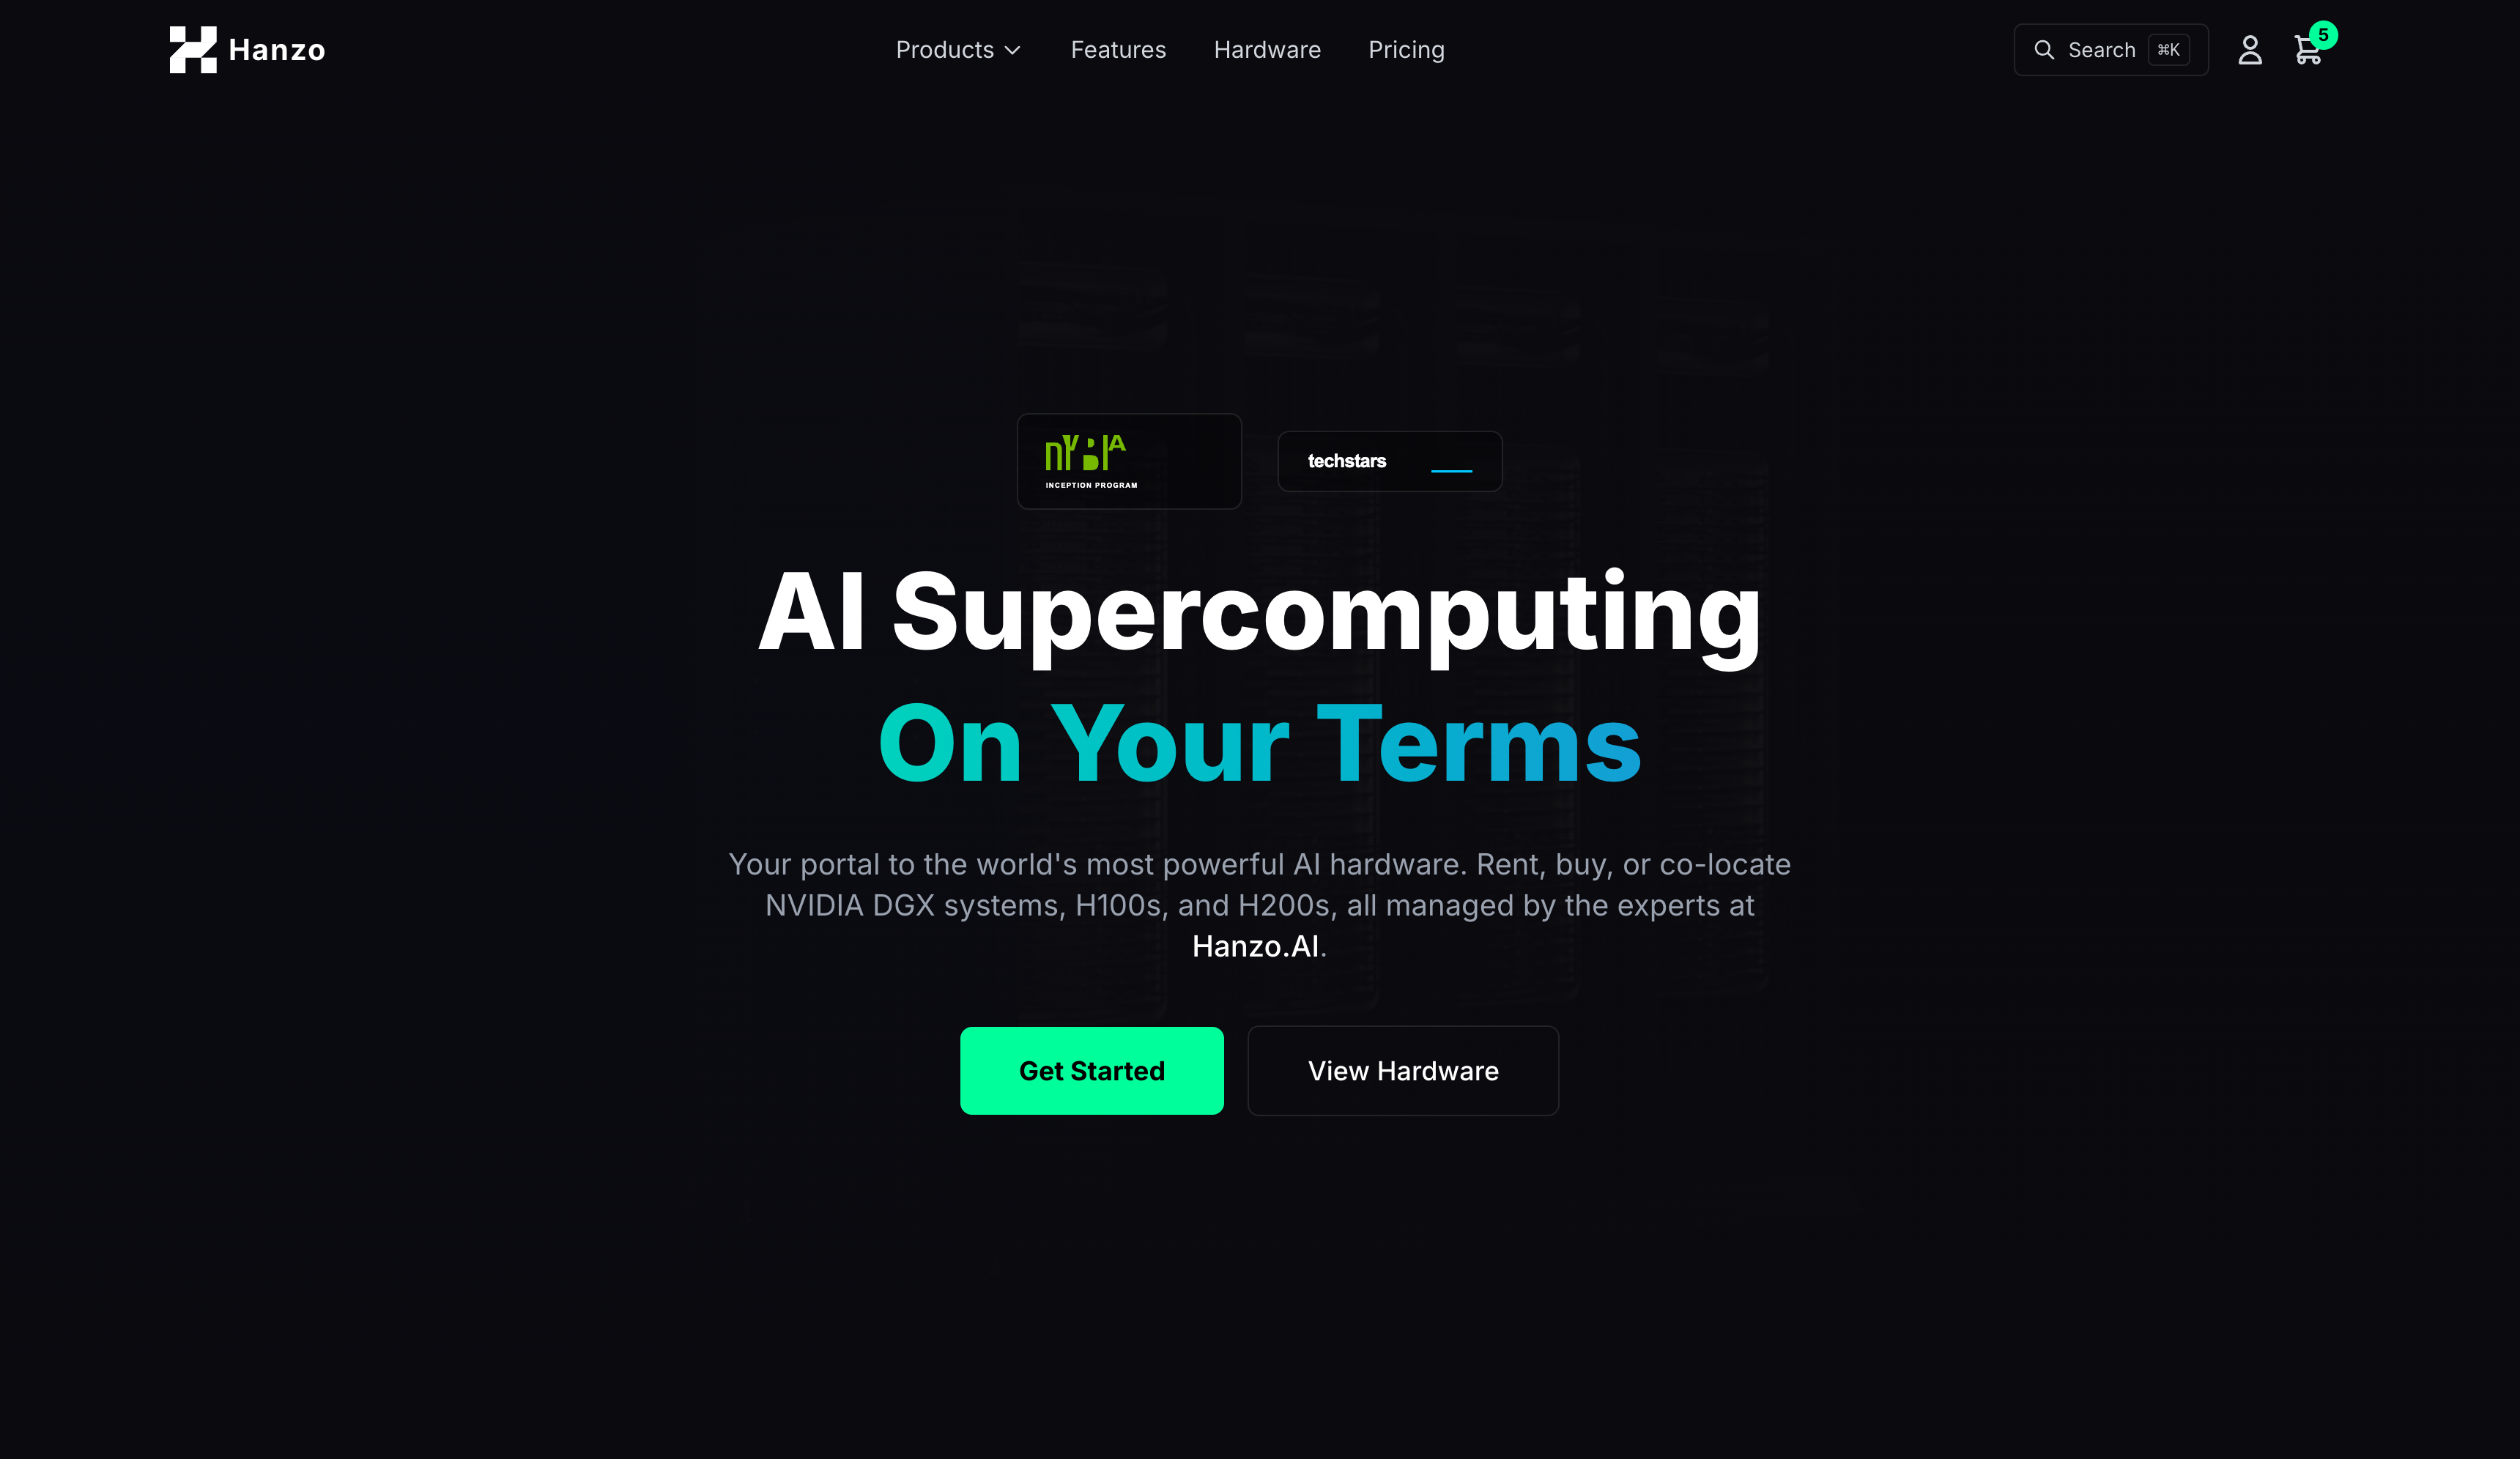 Hanzo
Products
Features
Hardware
Pricing
Search
⌘K
5
INCEPTION PROGRAM
techstars
AI Supercomputing
On Your Terms
Your portal to the world's most powerful AI hardware. Rent, buy, or co-locate
NVIDIA DGX systems, H100s, and H200s, all managed by the experts at
Hanzo.AI.
Get Started
View Hardware